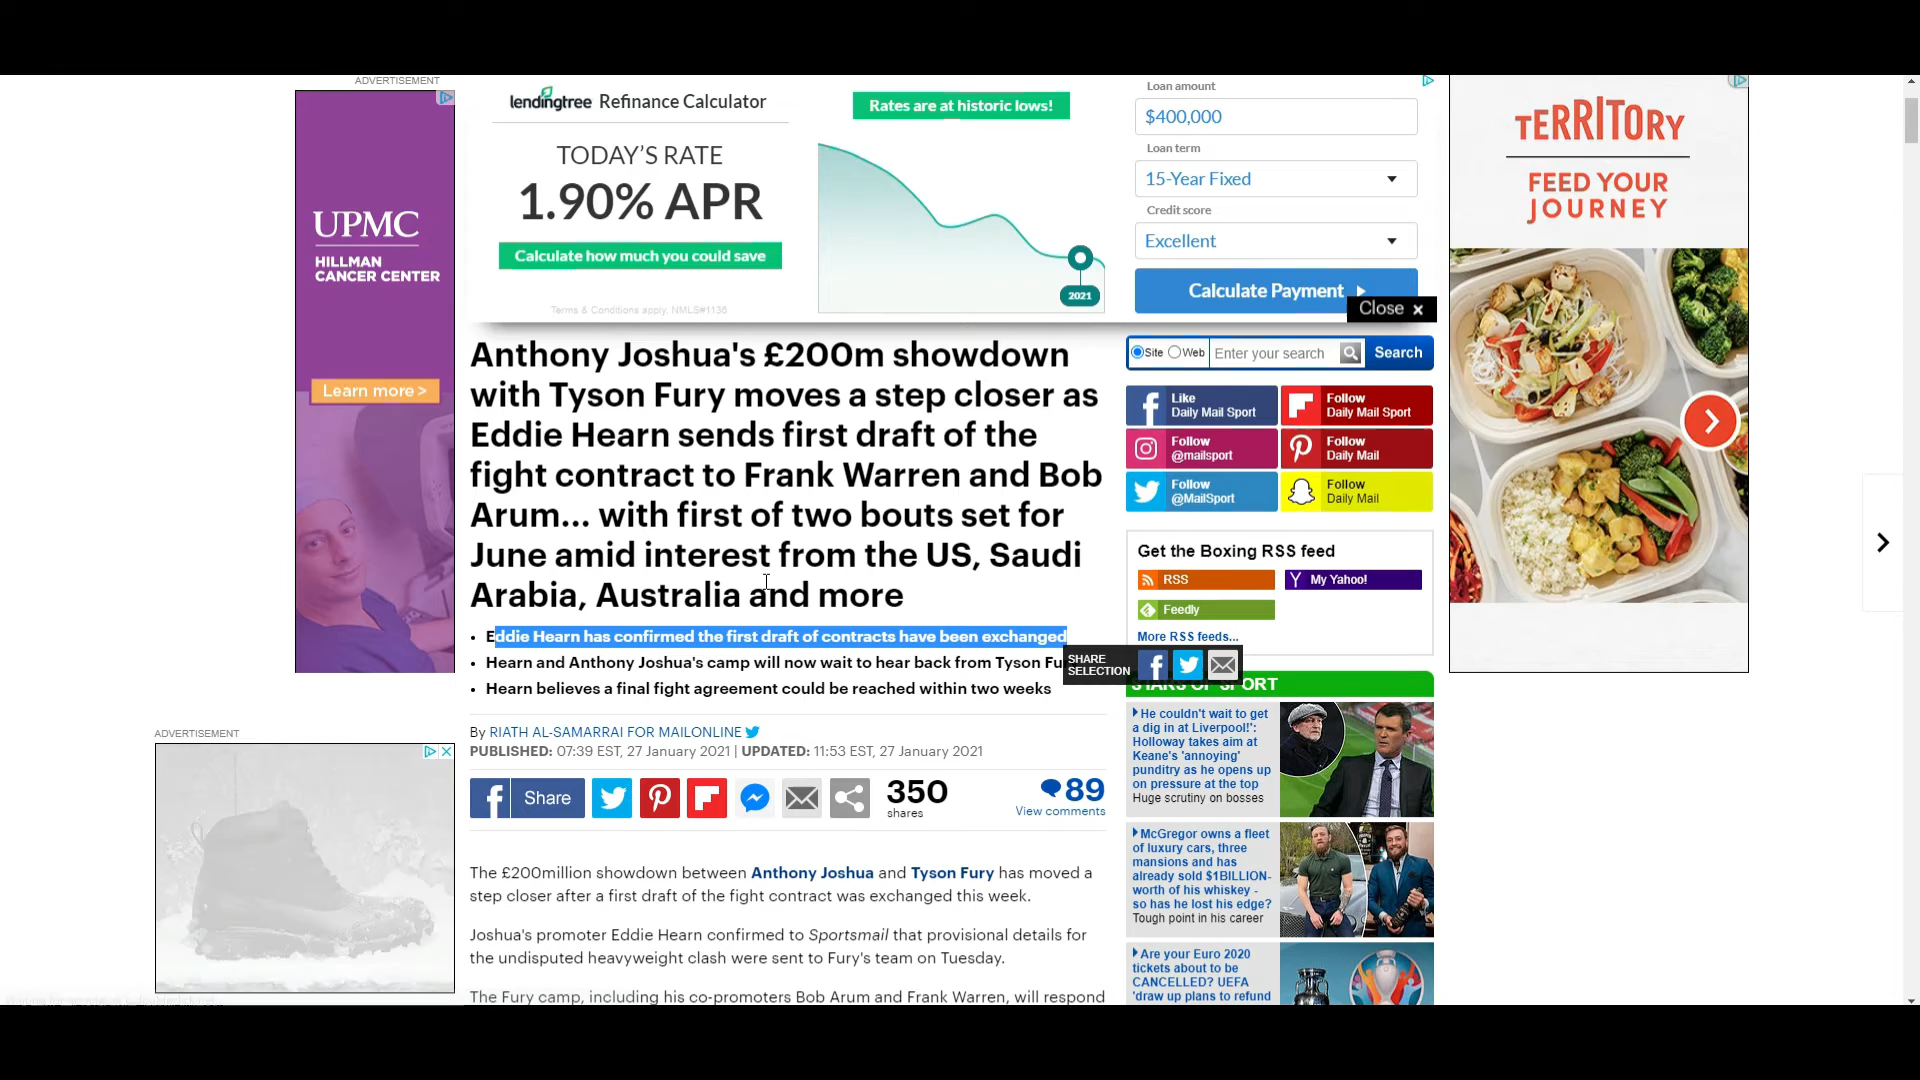 ADVERTISEMENT
UPMC
HILLMAN
CANCER CENTER
Learn more >
lendingtree Refinance Calculator
TODAY'S RATE
1.90% APR
Calculate how much you could save
Terms & Conditions apply. NMLS#1136
Rates are at historic lows!
2021
Loan amount
$400,000
Loan term
15-Year Fixed
Credit score
Excellent
Calculate Payment
Close x
TERRITORY
FEED YOUR
JOURNEY
Anthony Joshua's £200m showdown
with Tyson Fury moves a step closer as
Eddie Hearn sends first draft of the
fight contract to Frank Warren and Bob
Arum... with first of two bouts set for
June amid interest from the US, Saudi
Arabia, Australia and more
• Eddie Hearn has confirmed the first draft of contracts have been exchanged
• Hearn and Anthony Joshua's camp will now wait to hear back from Tyson Fu
• Hearn believes a final fight agreement could be reached within two weeks
SHARE
SELECTION
By RIATH AL-SAMARRAI FOR MAILONLINE
PUBLISHED: 07:39 EST, 27 January 2021 | UPDATED: 11:53 EST, 27 January 2021
Share
350
shares
89
View comments
The £200million showdown between Anthony Joshua and Tyson Fury has moved a
step closer after a first draft of the fight contract was exchanged this week.
Joshua's promoter Eddie Hearn confirmed to Sportsmail that provisional details for
the undisputed heavyweight clash were sent to Fury's team on Tuesday.
The Fury camp, including his co-promoters Bob Arum and Frank Warren, will respond
ADVERTISEMENT
Site Web Enter your search Search
Like
Daily Mail Sport
Follow
Daily Mail Sport
Follow
@mailsport
Follow
Daily Mail
Follow
@MailSport
Follow
Daily Mail
Get the Boxing RSS feed
RSS
My Yahoo!
Feedly
More RSS feeds...
STARS OF SPORT
He couldn't wait to get
a dig in at Liverpool!':
Holloway takes aim at
Keane's 'annoying'
punditry as he opens up
on pressure at the top
Huge scrutiny on bosses
McGregor owns a fleet
of luxury cars, three
mansions and has
already sold $1BILLION-
worth of his whiskey -
so has he lost his edge?
Tough point in his career
Are your Euro 2020
tickets about to be
CANCELLED? UEFA
'draw up plans to refund